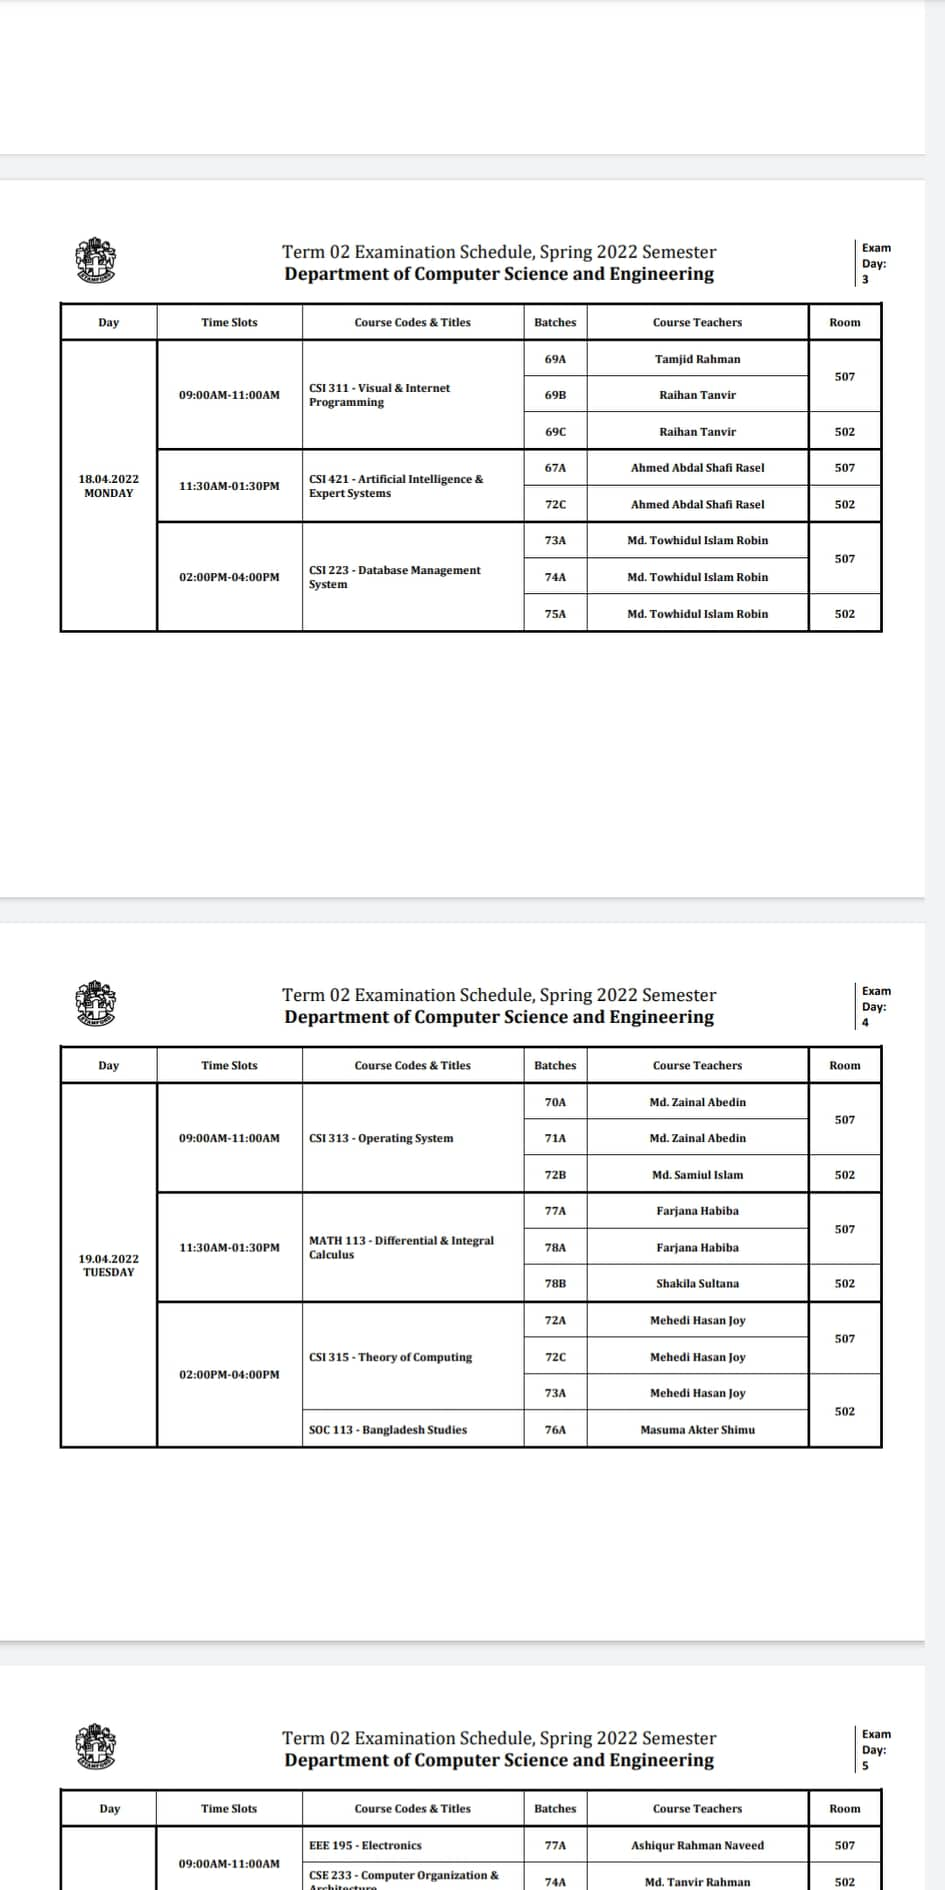 Term 02 Examination Schedule, Spring 2022 Semester
Department of Computer Science and Engineering
Exam
Day:
3
Day Time Slots Course Codes & Titles Batches Course Teachers Room
18.04.2022
MONDAY
09:00AM-11:00AM
CSI 311 - Visual & Internet
Programming
69A Tamjid Rahman
507
69B Raihan Tanvir
69C Raihan Tanvir 502
11:30AM-01:30PM
CSI 421 - Artificial Intelligence &
Expert Systems
67A Ahmed Abdal Shafi Rasel 507
72C Ahmed Abdal Shafi Rasel 502
02:00PM-04:00PM
CSI 223 - Database Management
System
73A Md. Towhidul Islam Robin
507
74A Md. Towhidul Islam Robin
75A Md. Towhidul Islam Robin 502
Term 02 Examination Schedule, Spring 2022 Semester
Department of Computer Science and Engineering
Exam
Day:
4
Day Time Slots Course Codes & Titles Batches Course Teachers Room
19.04.2022
TUESDAY
09:00AM-11:00AM
CSI 313 - Operating System
70A Md. Zainal Abedin
507
71A Md. Zainal Abedin
72B Md. Samiul Islam 502
11:30AM-01:30PM
MATH 113 - Differential & Integral
Calculus
77A Farjana Habiba
507
78A Farjana Habiba
78B Shakila Sultana 502
02:00PM-04:00PM
CSI 315 - Theory of Computing
72A Mehedi Hasan Joy
507
72C Mehedi Hasan Joy
73A Mehedi Hasan Joy
502
SOC 113 - Bangladesh Studies 76A Masuma Akter Shimu
Term 02 Examination Schedule, Spring 2022 Semester
Department of Computer Science and Engineering
Exam
Day:
5
Day Time Slots Course Codes & Titles Batches Course Teachers Room
09:00AM-11:00AM
EEE 195 - Electronics 77A Ashiqur Rahman Naveed 507
CSE 233 - Computer Organization &
Architecture
74A Md. Tanvir Rahman 502